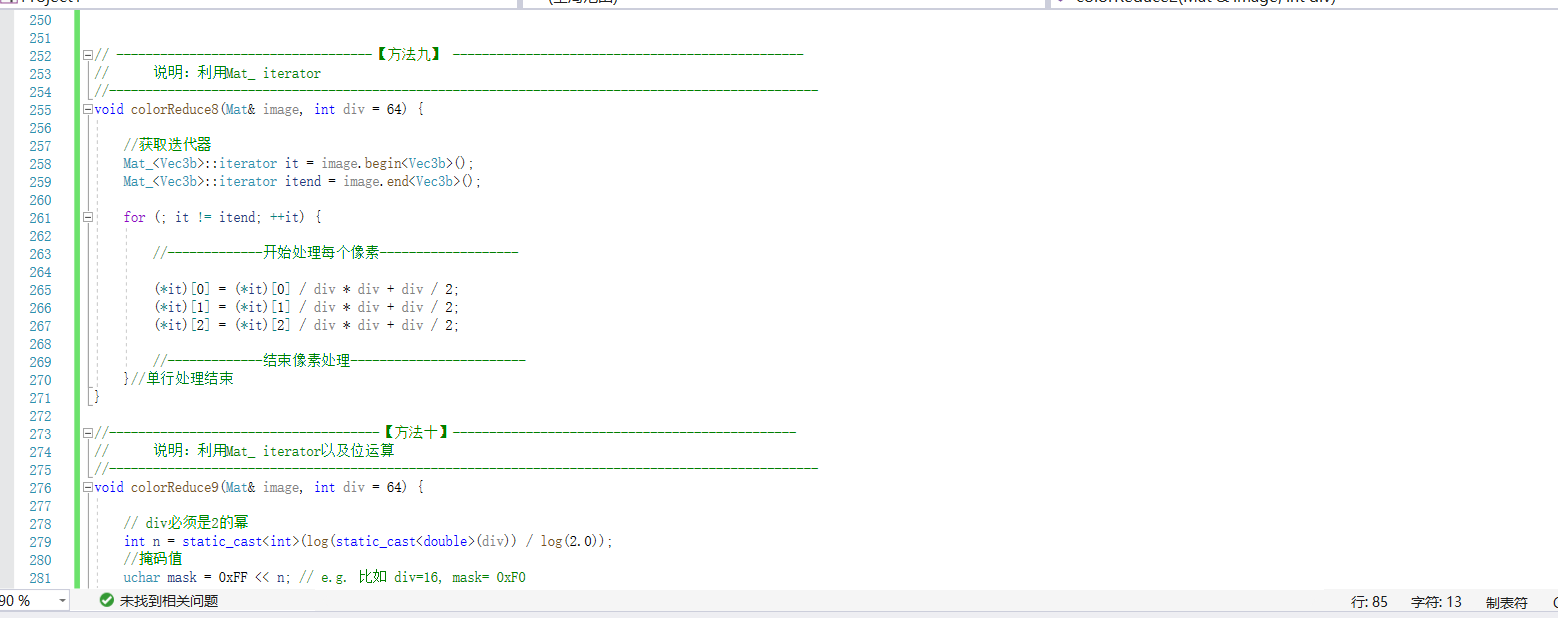 250
251
252 // -----------------------------------【方法九】 ------------------------------------------------
253 //      说明：利用Mat_ iterator
254 //-------------------------------------------------------------------------------------------------
255 void colorReduce8(Mat& image, int div = 64) {
256
257 //获取迭代器
258 Mat_<Vec3b>::iterator it = image.begin<Vec3b>();
259 Mat_<Vec3b>::iterator itend = image.end<Vec3b>();
260
261 for (; it != itend; ++it) {
262
263 //-------------开始处理每个像素-------------------
264
265 (*it)[0] = (*it)[0] / div * div + div / 2;
266 (*it)[1] = (*it)[1] / div * div + div / 2;
267 (*it)[2] = (*it)[2] / div * div + div / 2;
268
269 //-------------结束像素处理------------------------
270 }//单行处理结束
271 }
272
273 //-------------------------------------【方法十】-----------------------------------------------
274 //      说明：利用Mat_ iterator以及位运算
275 //-------------------------------------------------------------------------------------------------
276 void colorReduce9(Mat& image, int div = 64) {
277
278 // div必须是2的幂
279 int n = static_cast<int>(log(static_cast<double>(div)) / log(2.0));
280 //掩码值
281 uchar mask = 0xFF << n; // e.g. 比如 div=16, mask= 0xF0
90 % 未找到相关问题 行: 85 字符: 13 制表符